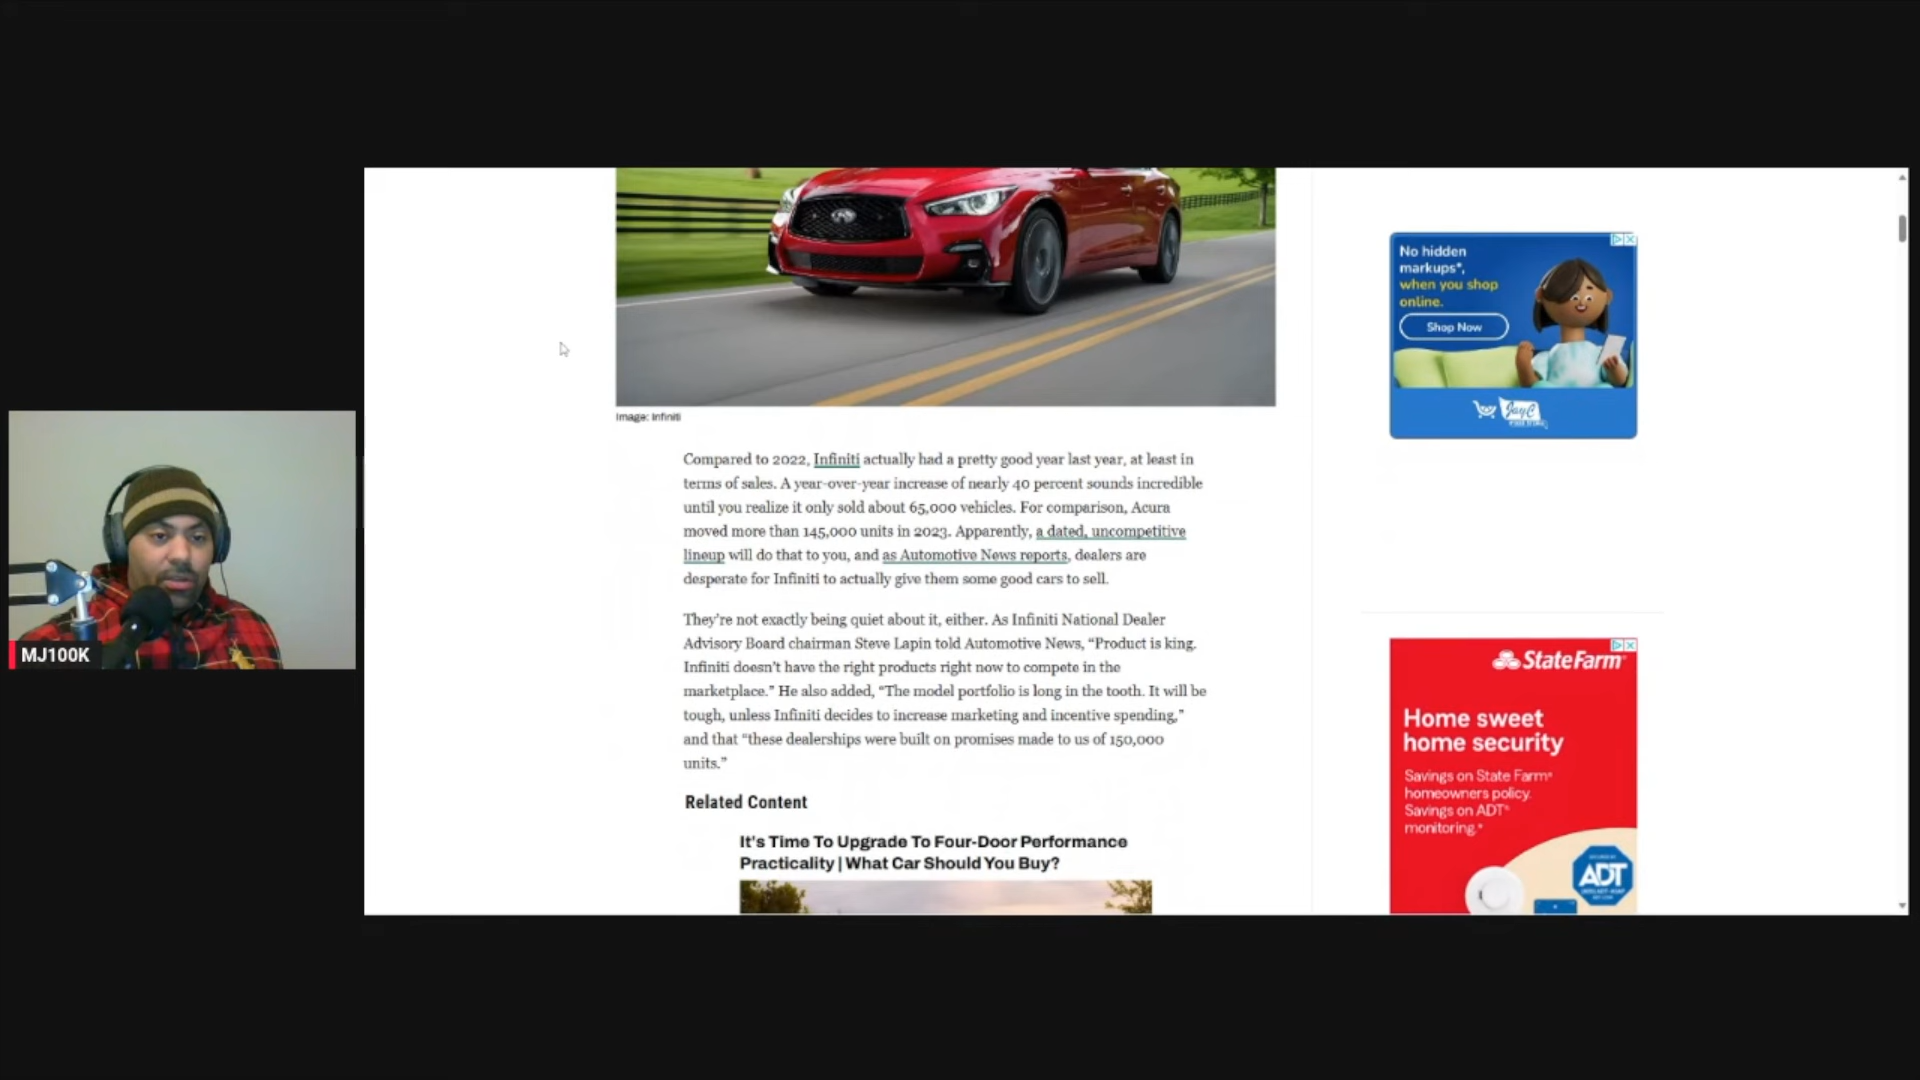 Image: Infiniti
Compared to 2022, Infiniti actually had a pretty good year last year, at least in
terms of sales. A year-over-year increase of nearly 40 percent sounds incredible
until you realize it only sold about 65,000 vehicles. For comparison, Acura
moved more than 145,000 units in 2023. Apparently, a dated, uncompetitive
lineup will do that to you, and as Automotive News reports, dealers are
desperate for Infiniti to actually give them some good cars to sell.
They’re not exactly being quiet about it, either. As Infiniti National Dealer
Advisory Board chairman Steve Lapin told Automotive News, “Product is king.
Infiniti doesn’t have the right products right now to compete in the
marketplace.” He also added, “The model portfolio is long in the tooth. It will be
tough, unless Infiniti decides to increase marketing and incentive spending,”
and that “these dealerships were built on promises made to us of 150,000
units.”
Related Content
It's Time To Upgrade To Four-Door Performance
Practicality | What Car Should You Buy?
No hidden
markups*,
when you shop
online.
Shop Now
JayC
StateFarm®
Home sweet
home security
Savings on State Farm®
homeowners policy.
Savings on ADT®
monitoring.*
ADT
MJ100K